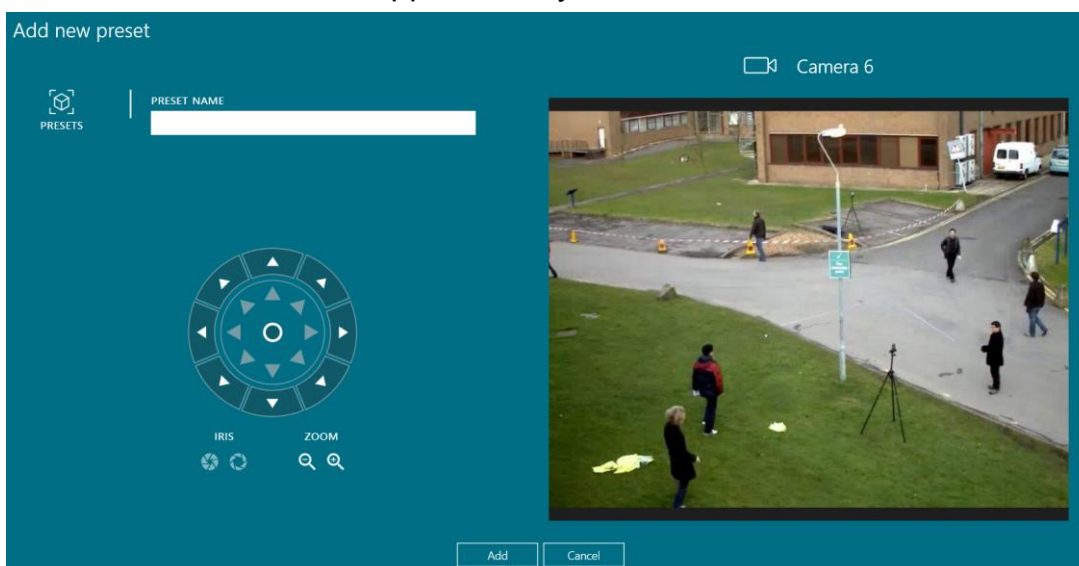 Add new preset
Camera 6
PRESETS
PRESET NAME
IRIS
ZOOM
Add
Cancel